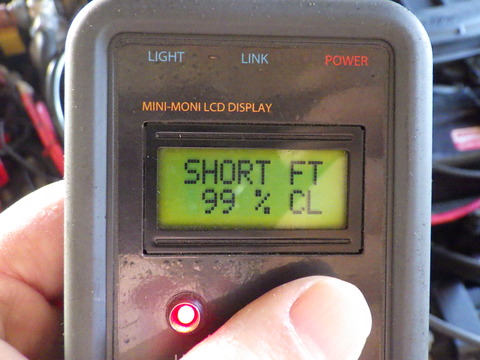 LIGHT LINK POWER
MINI-MONI LCD DISPLAY
SHORT FT
99 % CL